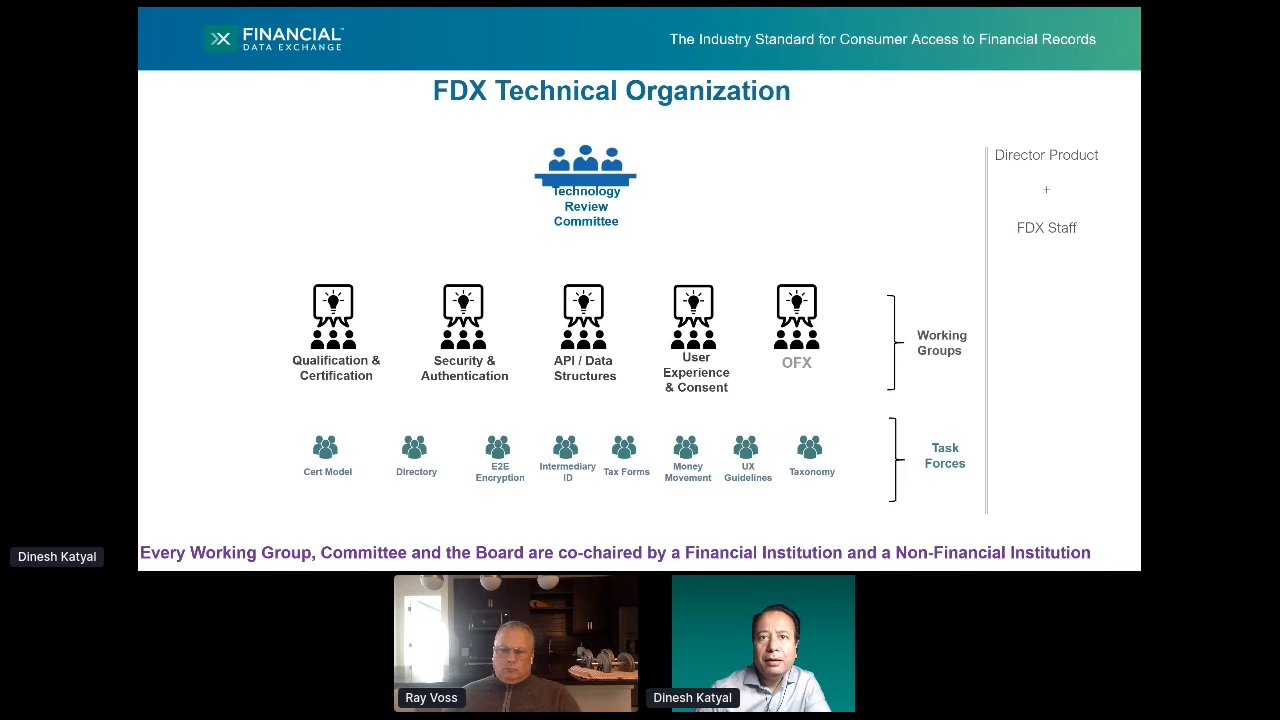 FINANCIAL
DATA EXCHANGE
The Industry Standard for Consumer Access to Financial Records
FDX Technical Organization
Technology
Review
Committee
Director Product
+
FDX Staff
Qualification &
Certification
Security &
Authentication
API / Data
Structures
User
Experience
& Consent
OFX
Working
Groups
Cert Model
Directory
E2E
Encryption
Intermediary
ID
Tax Forms
Money
Movement
UX
Guidelines
Taxonomy
Task
Forces
Every Working Group, Committee and the Board are co-chaired by a Financial Institution and a Non-Financial Institution
Dinesh Katyal
Ray Voss
Dinesh Katyal